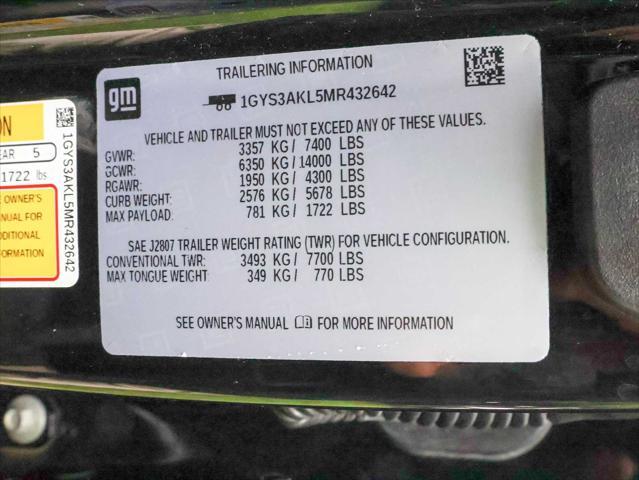 TRAILERING INFORMATION
gm
1GYS3AKL5MR432642
VEHICLE AND TRAILER MUST NOT EXCEED ANY OF THESE VALUES.
GVWR: 3357 KG / 7400 LBS
GCWR: 6350 KG / 14000 LBS
RGAWR: 1950 KG / 4300 LBS
CURB WEIGHT: 2576 KG / 5678 LBS
MAX PAYLOAD: 781 KG / 1722 LBS
SAE J2807 TRAILER WEIGHT RATING (TWR) FOR VEHICLE CONFIGURATION.
CONVENTIONAL TWR: 3493 KG / 7700 LBS
MAX TONGUE WEIGHT: 349 KG / 770 LBS
SEE OWNER'S MANUAL FOR MORE INFORMATION
ON
EAR 5
1722 lbs
OWNER'S
NUAL FOR
DDITIONAL
FORMATION
1GYS3AKL5MR432642